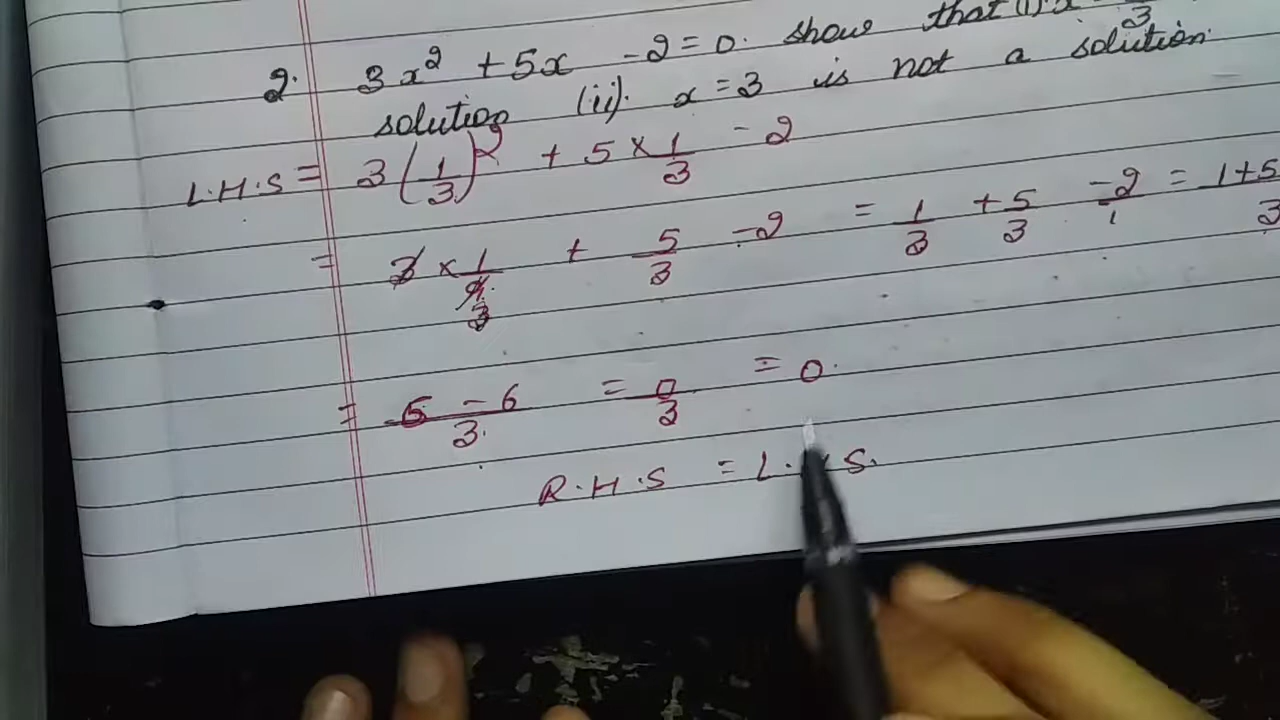 2. 3x² + 5x - 2 = 0. show that (i) x
3
solution (ii). x = 3 is not a solution.
L.H.S = 3(1/3)² + 5 × 1/3 - 2
= 3 × 1/9 3 + 5/3 - 2 = 1/3 + 5/3 - 2/1 = 1+5/3
= 6 - 6/3. = 0/3 = 0.
R.H.S = L.H.S.